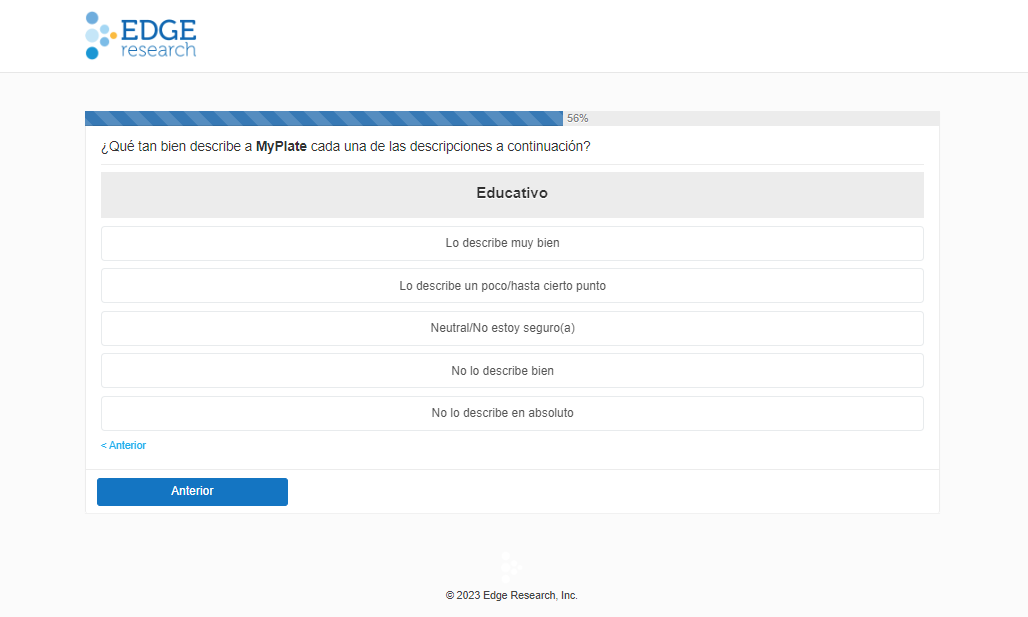 EDGE
research
56%
¿Qué tan bien describe a MyPlate cada una de las descripciones a continuación?
Educativo
Lo describe muy bien
Lo describe un poco/hasta cierto punto
Neutral/No estoy seguro(a)
No lo describe bien
No lo describe en absoluto
< Anterior
Anterior
© 2023 Edge Research, Inc.